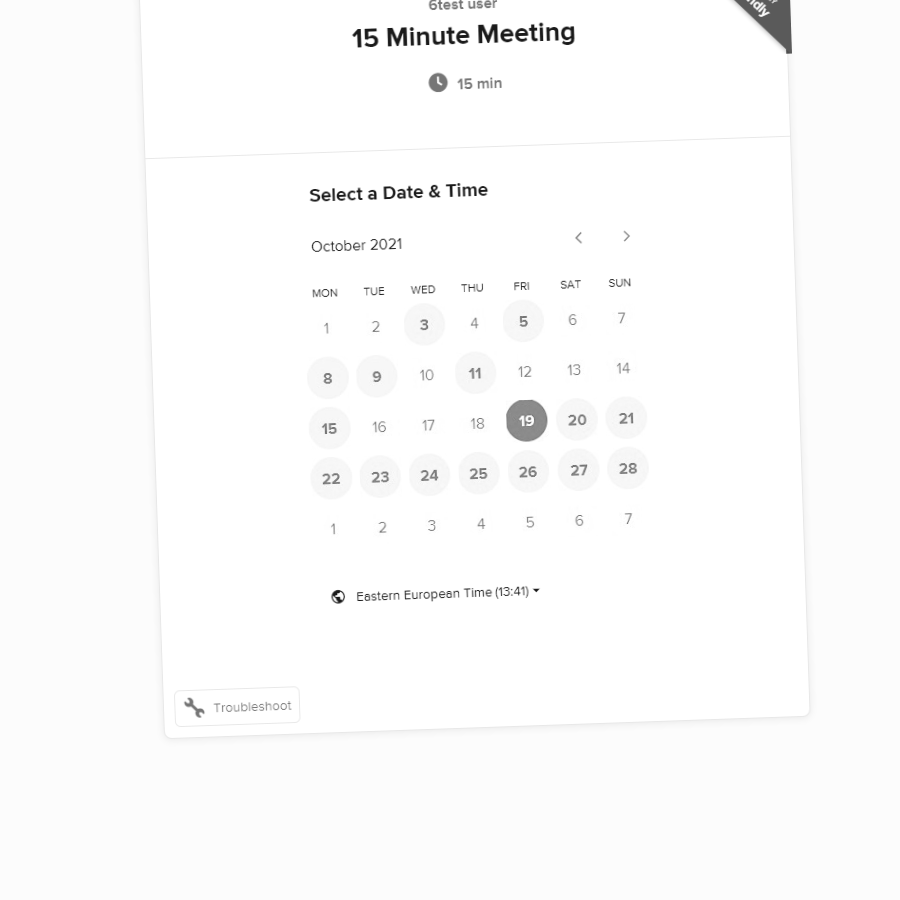 6test user
15 Minute Meeting
15 min
Select a Date & Time
October 2021
MON TUE WED THU FRI SAT SUN
1 2 3 4 5 6 7
8 9 10 11 12 13 14
15 16 17 18 19 20 21
22 23 24 25 26 27 28
1 2 3 4 5 6 7
Eastern European Time (13:41)
Troubleshoot